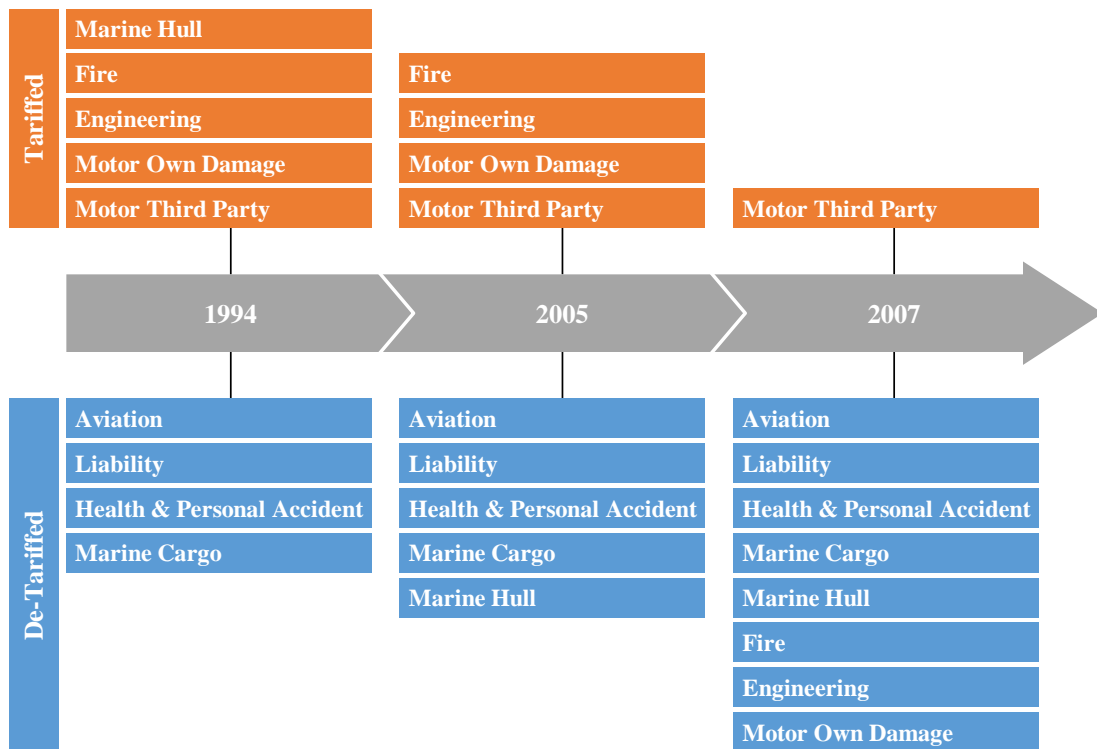 Tariffed
Marine Hull
Fire
Engineering
Motor Own Damage
Motor Third Party
Fire
Engineering
Motor Own Damage
Motor Third Party
Motor Third Party
1994
2005
2007
De-Tariffed
Aviation
Liability
Health & Personal Accident
Marine Cargo
Aviation
Liability
Health & Personal Accident
Marine Cargo
Marine Hull
Aviation
Liability
Health & Personal Accident
Marine Cargo
Marine Hull
Fire
Engineering
Motor Own Damage